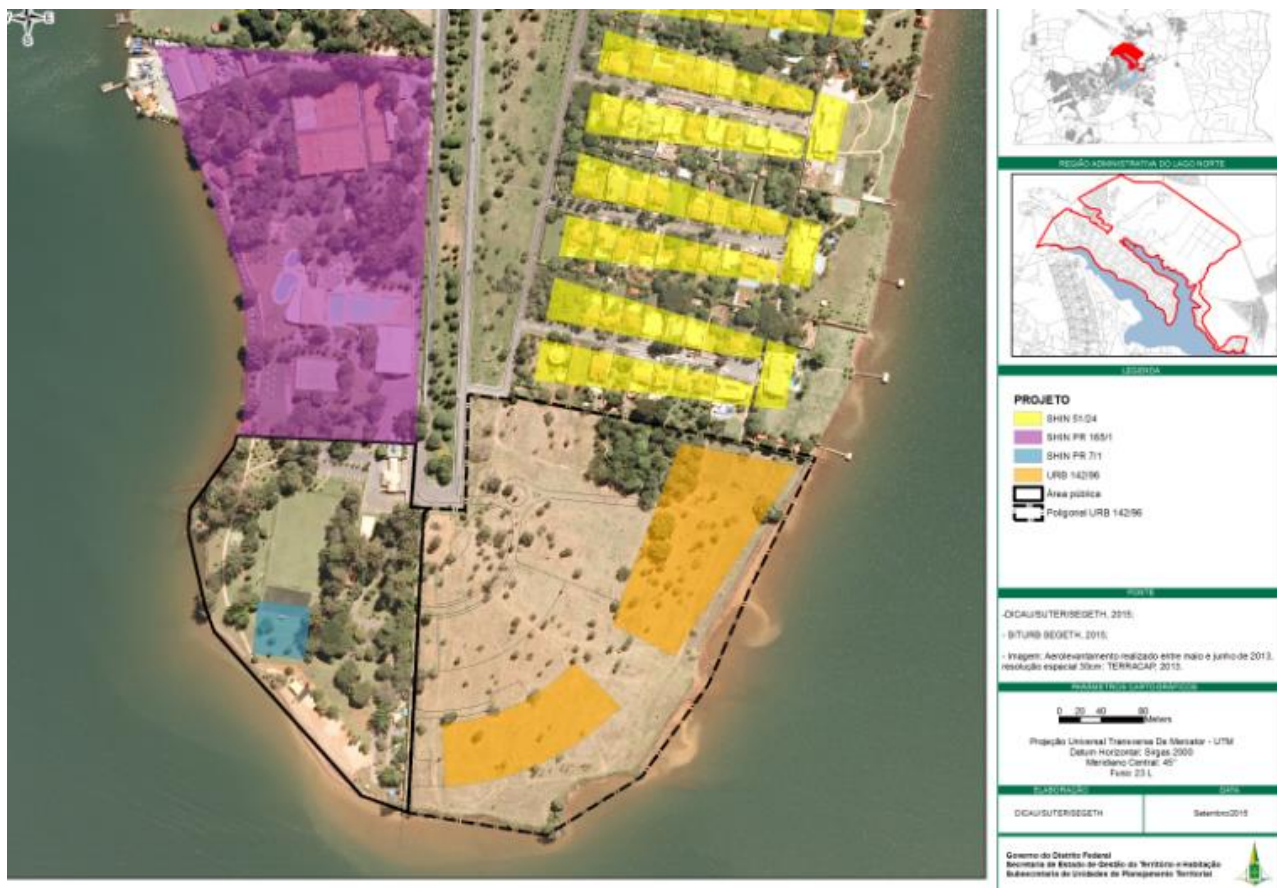 E
S
REGIÃO ADMINISTRATIVA DO LAGO NORTE
LEGENDA
PROJETO
SHIN 51/24
SHIN PR 165/1
SHIN PR 7/1
URB 142/96
Área pública
Poligonal URB 142/96
FONTE
-DICAU/SUTER/SEGETH, 2015;
- SITURB SEGETH, 2015;
- Imagem: Aerolevantamento realizado entre maio e junho de 2013,
resolução espacial 30cm: TERRACAP, 2013.
PARÂMETROS CARTOGRÁFICOS
0 20 40 80
Meters
Projeção Universal Transversa De Mercator - UTM
Datum Horizontal: Sirgas 2000
Meridiano Central: 45°
Fuso: 23 L
ELABORAÇÃO DATA
DICAU/SUTER/SEGETH Setembro/2015
Governo do Distrito Federal
Secretaria de Estado de Gestão do Território e Habitação
Subsecretaria de Unidades de Planejamento Territorial